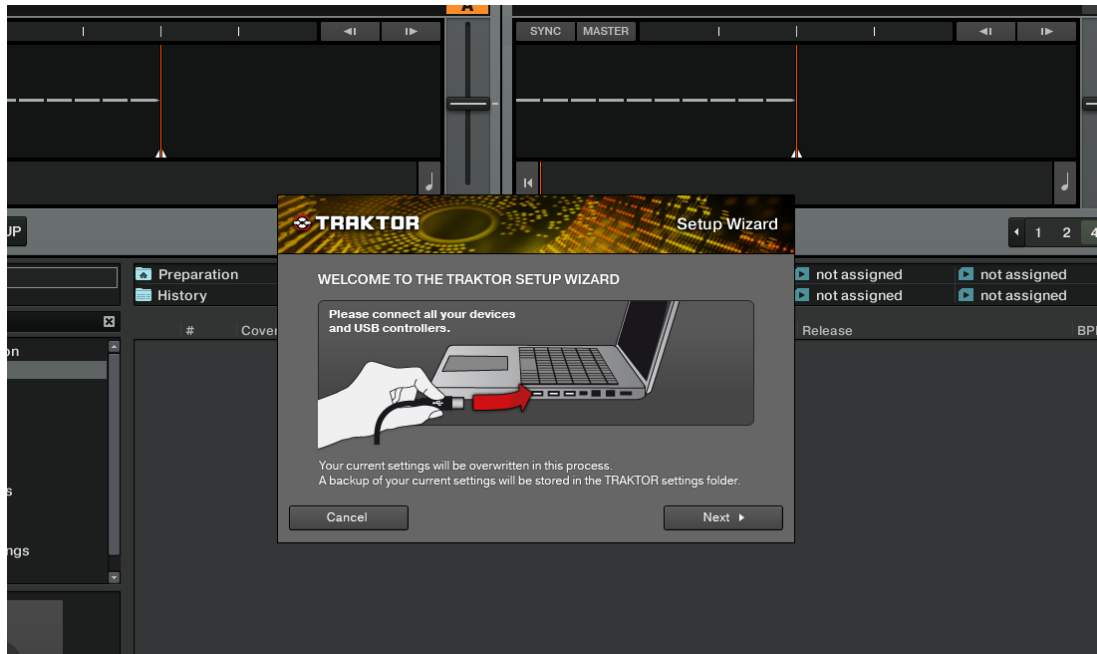 A
SYNC MASTER
TRAKTOR
Setup Wizard
UP
1 2 4
WELCOME TO THE TRAKTOR SETUP WIZARD
Preparation
not assigned not assigned
History
not assigned not assigned
Please connect all your devices
and USB controllers.
# Cover
Release
BPM
on
Your current settings will be overwritten in this process.
A backup of your current settings will be stored in the TRAKTOR settings folder.
s
Cancel
Next
ngs